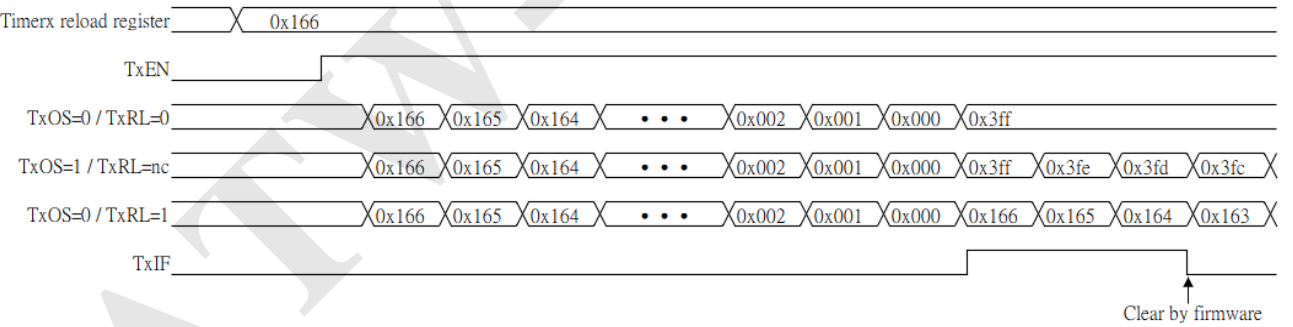 Timerx reload register 0x166
TxEN
TxOS=0 / TxRL=0 0x166 0x165 0x164 • • • 0x002 0x001 0x000 0x3ff
TxOS=1 / TxRL=nc 0x166 0x165 0x164 • • • 0x002 0x001 0x000 0x3ff 0x3fe 0x3fd 0x3fc
TxOS=0 / TxRL=1 0x166 0x165 0x164 • • • 0x002 0x001 0x000 0x166 0x165 0x164 0x163
TxIF
Clear by firmware